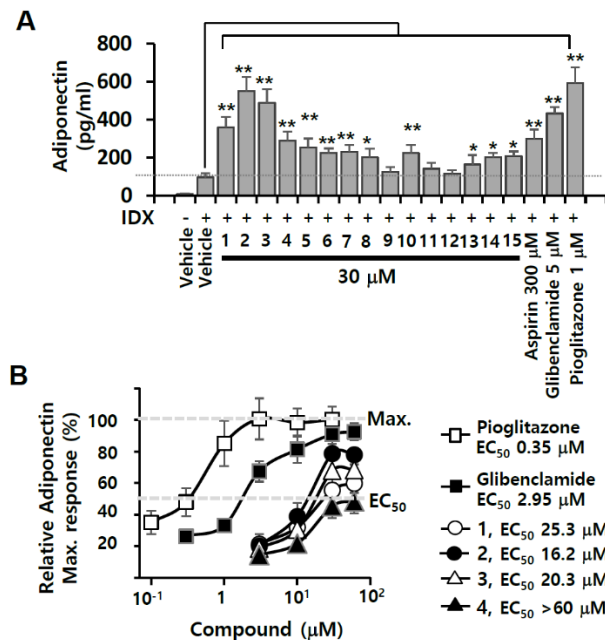 A
Adiponectin
(pg/ml)
800
600
400
200
0
** ** ** ** ** ** ** * ** * * * ** ** **
IDX - + + + + + + + + + + + + + + + + + + +
Vehicle
Vehicle
1 2 3 4 5 6 7 8 9 10 11 12 13 14 15
30 μM
Aspirin 300 μM
Glibenclamide 5 μM
Pioglitazone 1 μM
B
Relative Adiponectin
Max. response (%)
100
80
60
40
20
Max.
EC50
10-1 1 101 102
Compound (μM)
Pioglitazone
EC50 0.35 μM
Glibenclamide
EC50 2.95 μM
1, EC50 25.3 μM
2, EC50 16.2 μM
3, EC50 20.3 μM
4, EC50 >60 μM